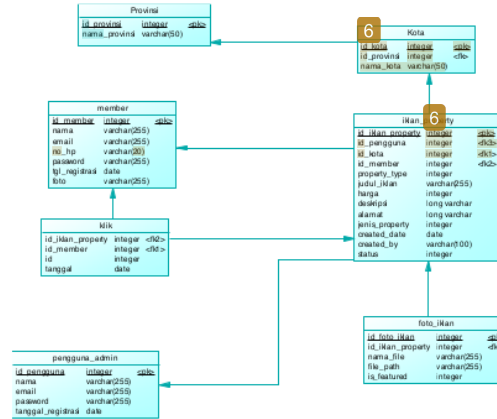 Provinsi
id_provinsi integer <pk>
nama_provinsi varchar(50)
6
Kota
id_kota integer <pk>
id_provinsi integer <fk>
nama_kota varchar(50)
member
id_member integer <pk>
nama varchar(255)
email varchar(255)
no_hp varchar(20)
password varchar(255)
tgl_registrasi date
foto varchar(255)
6
iklan_property
id_iklan_property integer <pk>
id_pengguna integer <fk3>
id_kota integer <fk1>
id_member integer <fk2>
property_type integer
judul_iklan varchar(255)
harga integer
deskripsi long varchar
alamat long varchar
jenis_property integer
created_date date
created_by varchar(100)
status integer
klik
id_iklan_property integer <fk2>
id_member integer <fk1>
id integer
tanggal date
foto_iklan
id_foto_iklan integer
id_iklan_property integer
nama_file varchar(255)
file_path varchar(255)
is_featured integer
pengguna_admin
id_pengguna integer <pk>
nama varchar(255)
email varchar(255)
password varchar(255)
tanggal_registrasi date